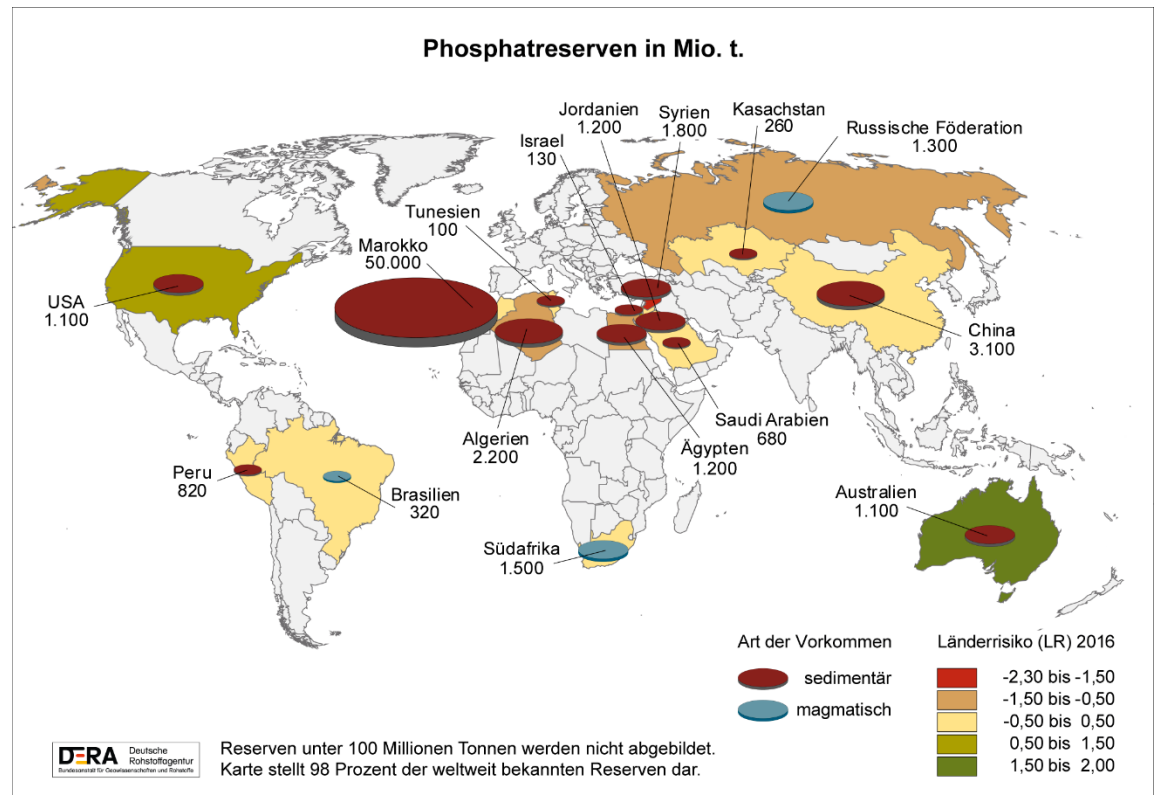 Phosphatreserven in Mio. t.
Jordanien
1.200
Syrien
1.800
Kasachstan
260
Russische Föderation
1.300
Israel
130
Tunesien
100
Marokko
50.000
USA
1.100
China
3.100
Algerien
2.200
Ägypten
1.200
Saudi Arabien
680
Peru
820
Brasilien
320
Südafrika
1.500
Australien
1.100
Art der Vorkommen
sedimentär
magmatisch
Länderrisiko (LR) 2016
-2,30 bis -1,50
-1,50 bis -0,50
-0,50 bis 0,50
0,50 bis 1,50
1,50 bis 2,00
DERA Deutsche
Rohstoffagentur
Bundesanstalt für Geowissenschaften und Rohstoffe
Reserven unter 100 Millionen Tonnen werden nicht abgebildet.
Karte stellt 98 Prozent der weltweit bekannten Reserven dar.